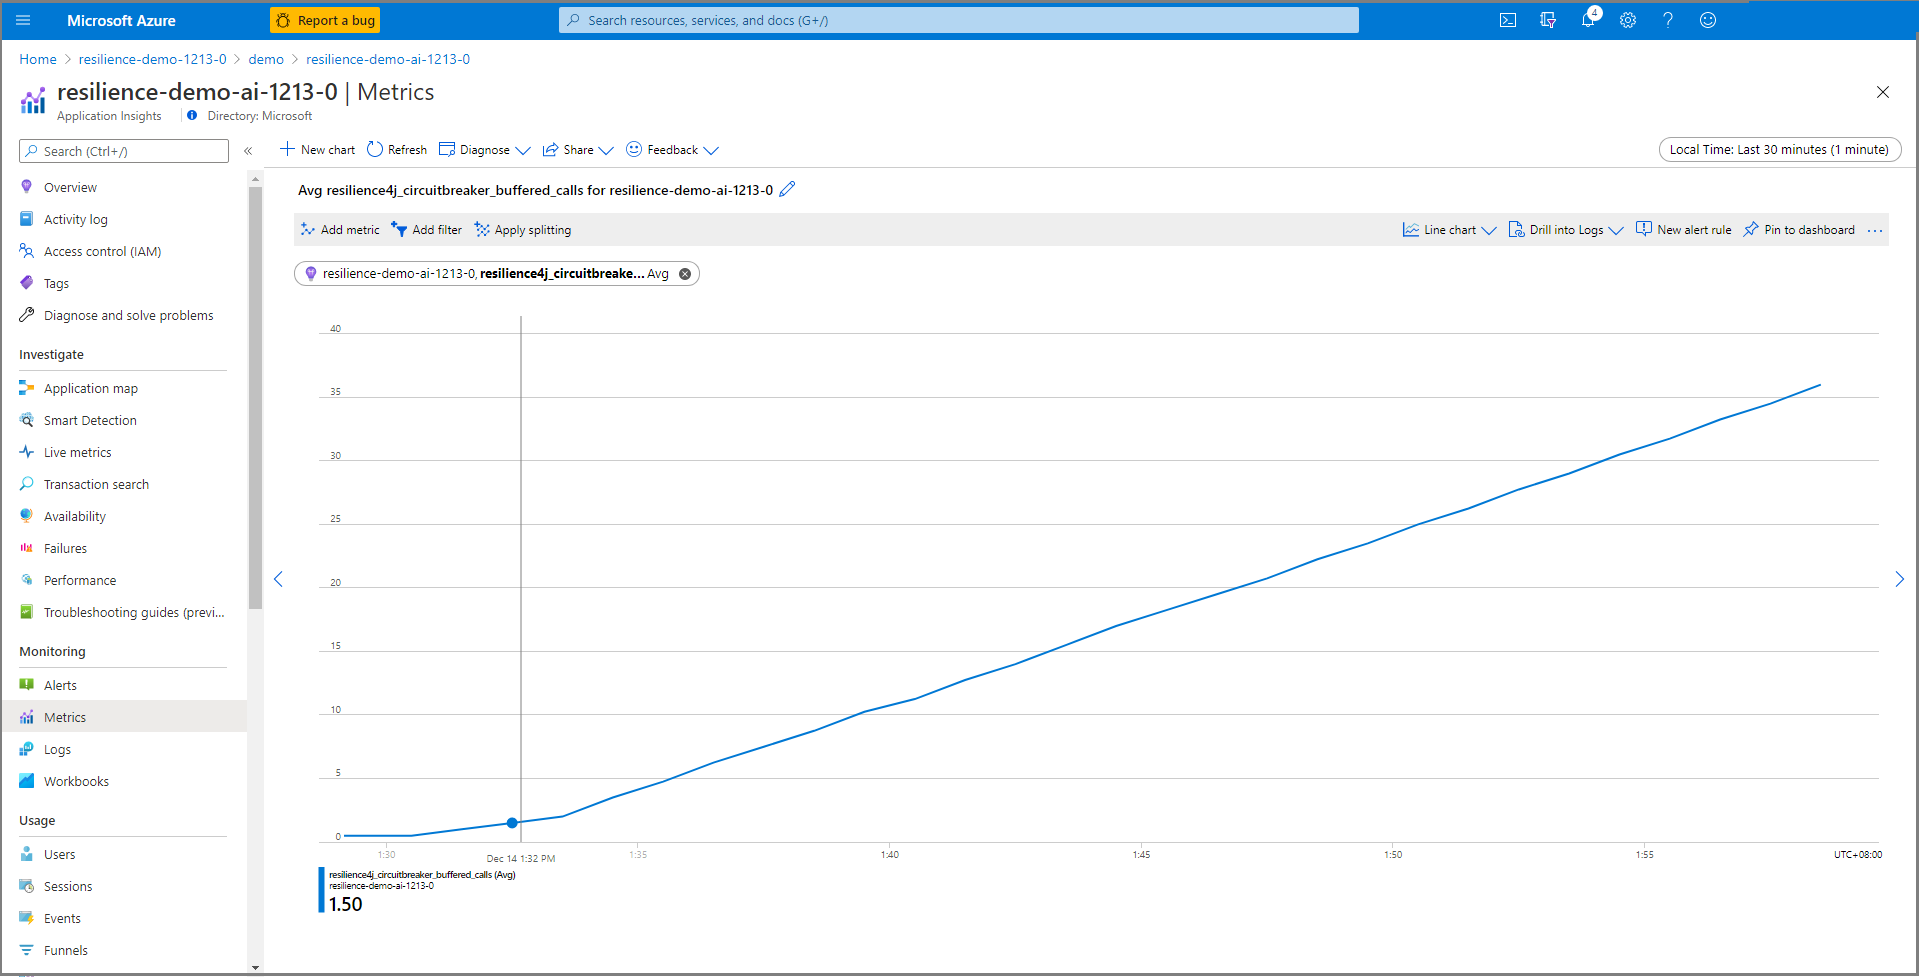 Microsoft Azure
Report a bug
Search resources, services, and docs (G+/)
4
Home > resilience-demo-1213-0 > demo > resilience-demo-ai-1213-0
resilience-demo-ai-1213-0 | Metrics
Application Insights
Directory: Microsoft
Search (Ctrl+/)
«
Overview
Activity log
Access control (IAM)
Tags
Diagnose and solve problems
Investigate
Application map
Smart Detection
Live metrics
Transaction search
Availability
Failures
Performance
Troubleshooting guides (previ...
Monitoring
Alerts
Metrics
Logs
Workbooks
Usage
Users
Sessions
Events
Funnels
New chart
Refresh
Diagnose
Share
Feedback
Local Time: Last 30 minutes (1 minute)
Avg resilience4j_circuitbreaker_buffered_calls for resilience-demo-ai-1213-0
Add metric
Add filter
Apply splitting
Line chart
Drill into Logs
New alert rule
Pin to dashboard
...
resilience-demo-ai-1213-0, resilience4j_circuitbreake... Avg
40
35
30
25
20
15
10
5
0
1:30
Dec 14 1:32 PM
1:35
1:40
1:45
1:50
1:55
UTC+08:00
resilience4j_circuitbreaker_buffered_calls (Avg)
resilience-demo-ai-1213-0
1.50